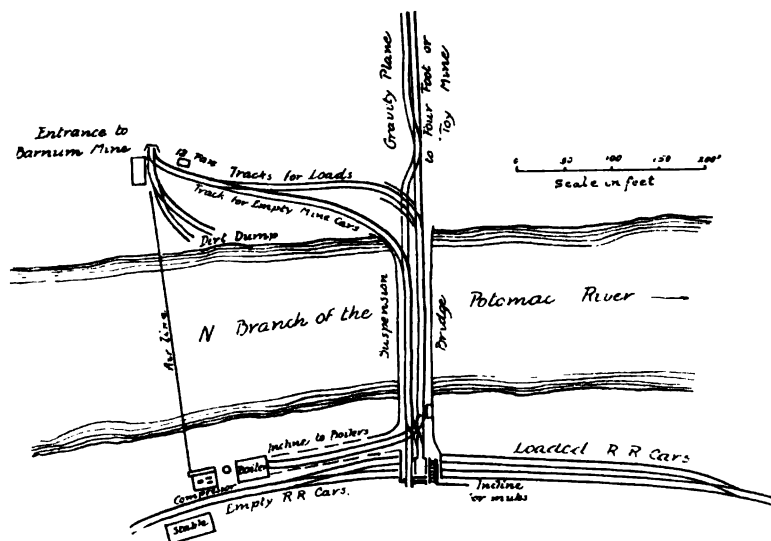 Gravity Plane
to Four Foot or
"Toy" Mine
Entrance to
Barnum Mine
Tracks for Loads
Track for Empty Mine Cars
Dirt Dump
0 50 100 150 200'
Scale in feet
N Branch of the
Potomac River
Suspension
Bridge
Air Line
Incline to Boilers
Boiler
Compressor
Empty R R Cars.
Stable
Loaded R R Cars
Incline
for mules